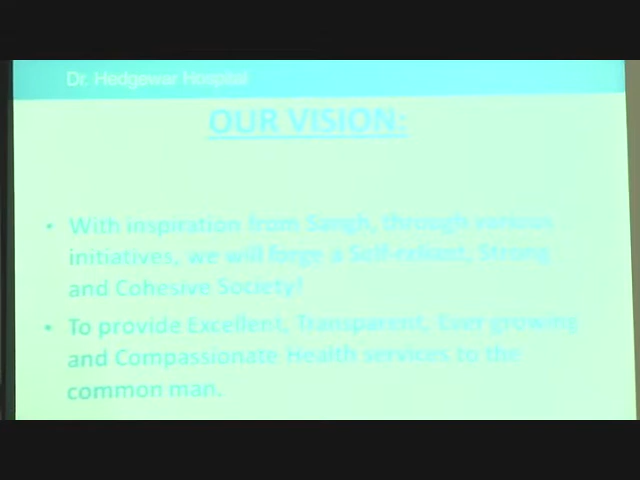 Dr. Hedgewar Hospital
OUR VISION:
• With inspiration from Sangh, through various
initiatives, we will forge a Self-reliant, Strong
and Cohesive Society!
• To provide Excellent, Transparent, Ever growing
and Compassionate Health services to the
common man.